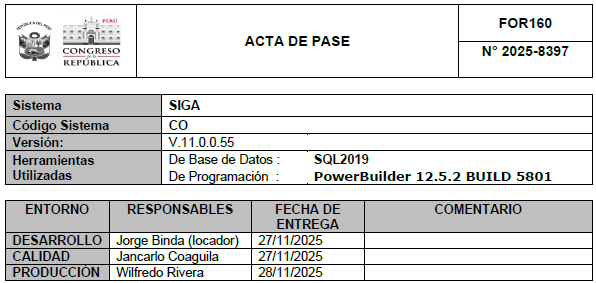 REPÚBLICA DEL PERÚ
PERÚ
CONGRESO
de la
REPÚBLICA
ACTA DE PASE
FOR160
N° 2025-8397
Sistema SIGA
Código Sistema CO
Versión: V.11.0.0.55
Herramientas De Base de Datos : SQL2019
Utilizadas De Programación : PowerBuilder 12.5.2 BUILD 5801
ENTORNO RESPONSABLES FECHA DE COMENTARIO
ENTREGA
DESARROLLO Jorge Binda (locador) 27/11/2025
CALIDAD Jancarlo Coaguila 27/11/2025
PRODUCCIÓN Wilfredo Rivera 28/11/2025